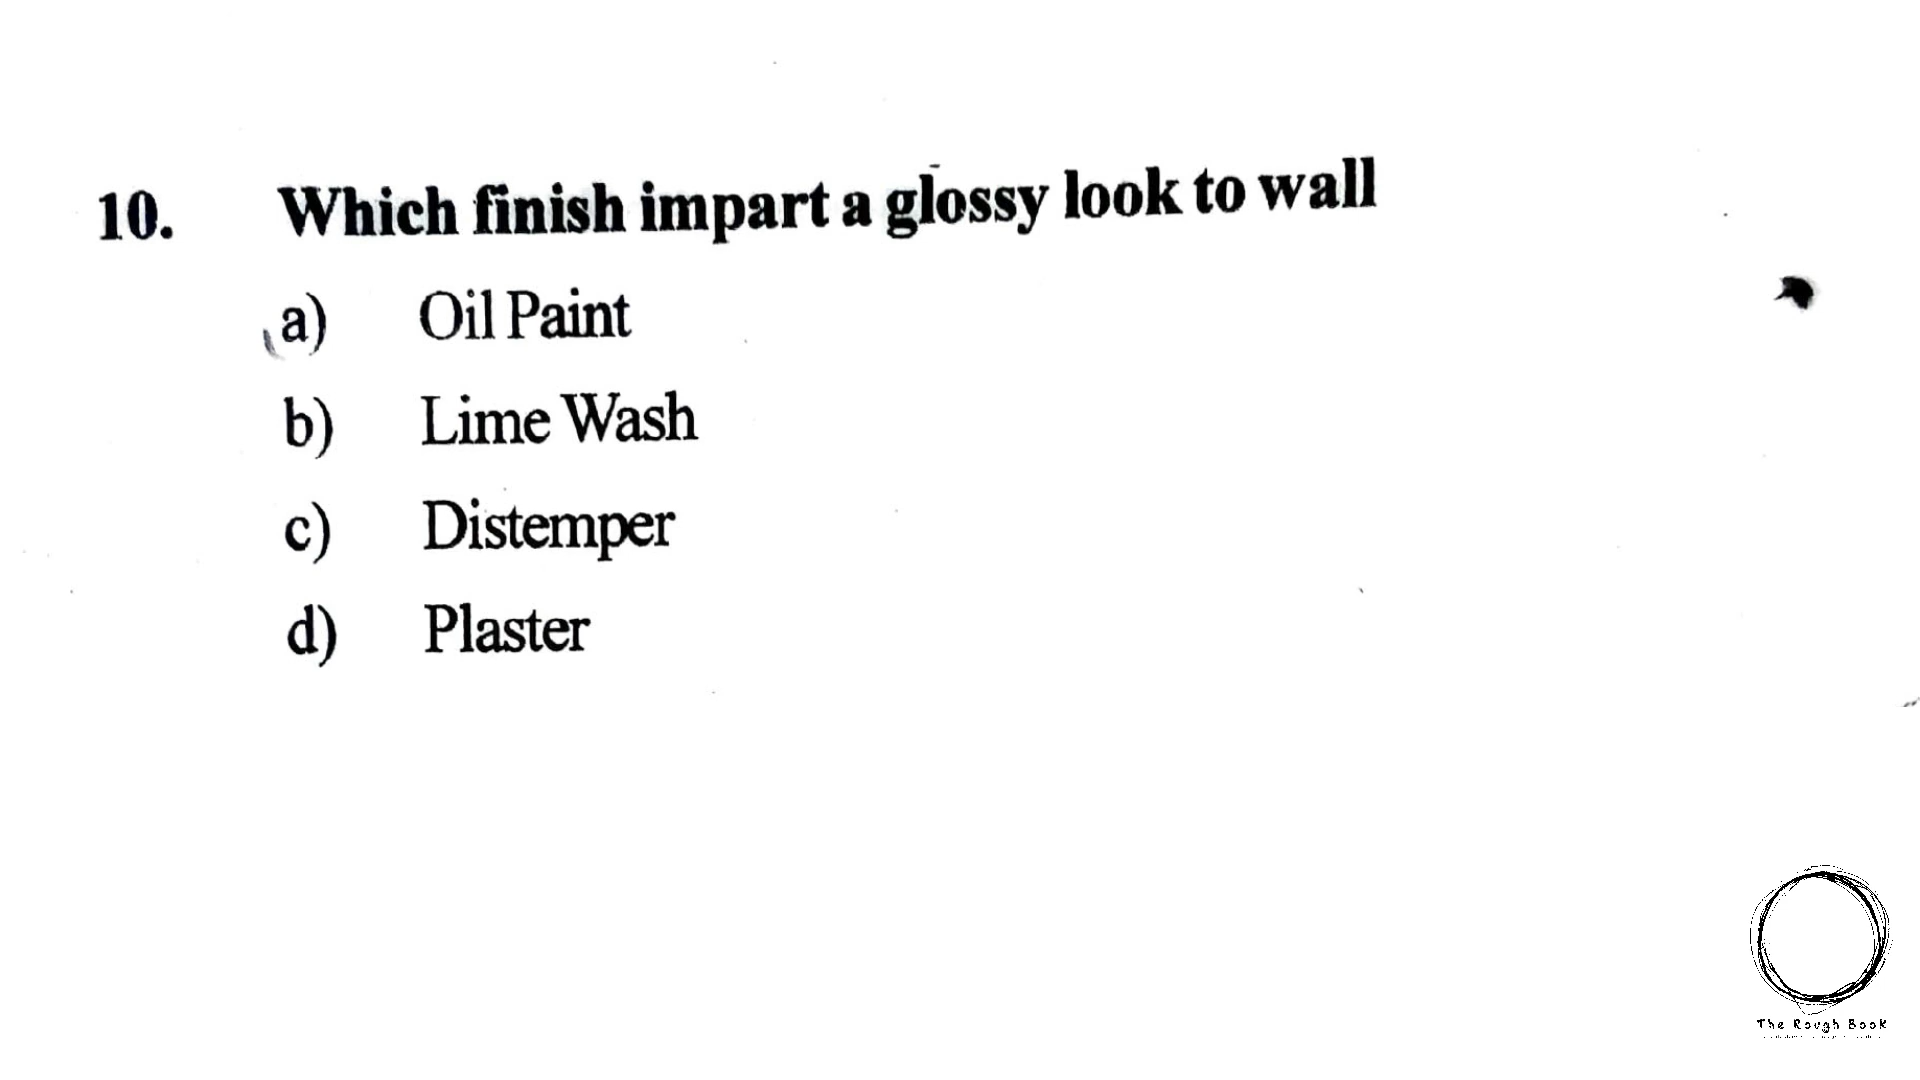 10. Which finish impart a glossy look to wall
a) Oil Paint
b) Lime Wash
c) Distemper
d) Plaster
The Rough Book